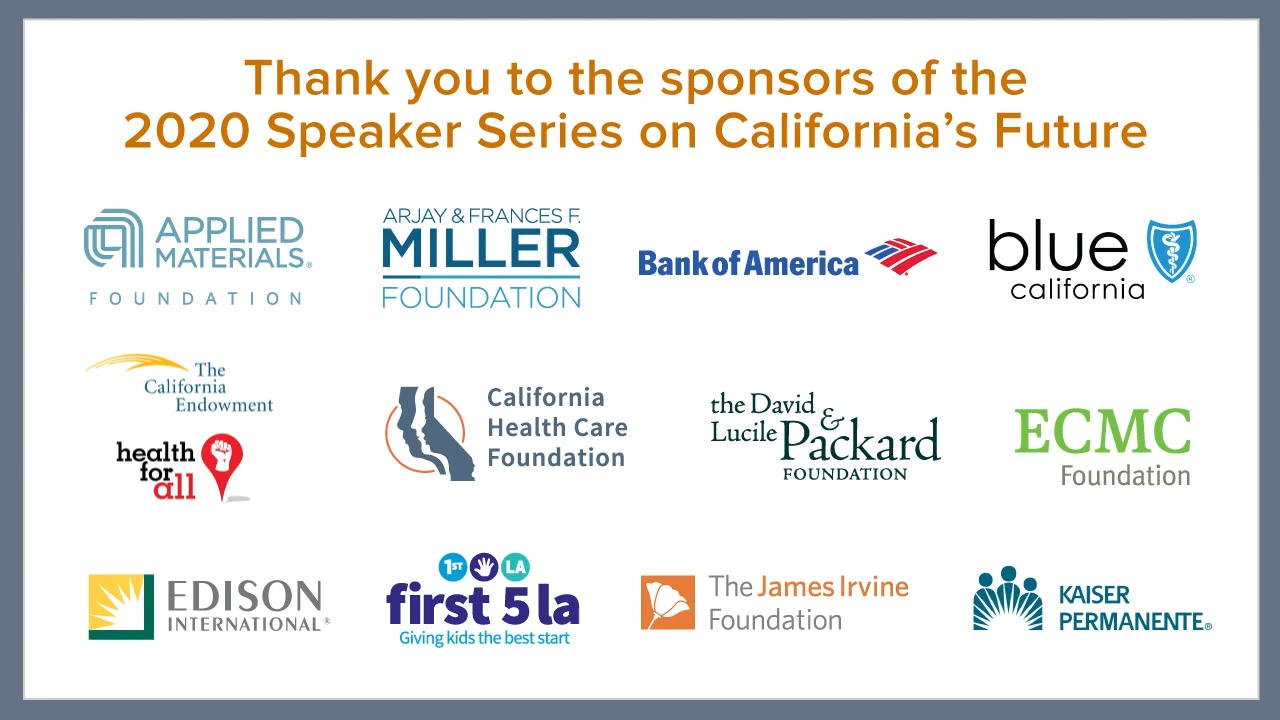 Thank you to the sponsors of the
2020 Speaker Series on California's Future
APPLIED
MATERIALS®
FOUNDATION
ARJAY & FRANCES F.
MILLER
FOUNDATION
Bank of America
blue
california
®
The
California
Endowment
health
for
all
California
Health Care
Foundation
the David &
Lucile Packard
FOUNDATION
ECMC
Foundation
EDISON
INTERNATIONAL®
1ST LA
first 5 la
Giving kids the best start
The James Irvine
Foundation
KAISER
PERMANENTE®